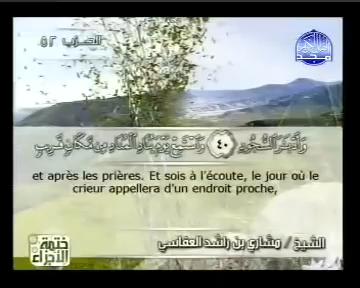 الحزب ٥٢
وَأَدْبَارَ السُّجُودِ ٤٠ وَاسْتَمِعْ يَوْمَ يُنَادِ الْمُنَادِ مِن مَّكَانٍ قَرِيبٍ
et après les prières. Et sois à l'écoute, le jour où le
crieur appellera d'un endroit proche,
الشيخ / مشاري بن راشد العفاسي
ختمة
الأجزاء